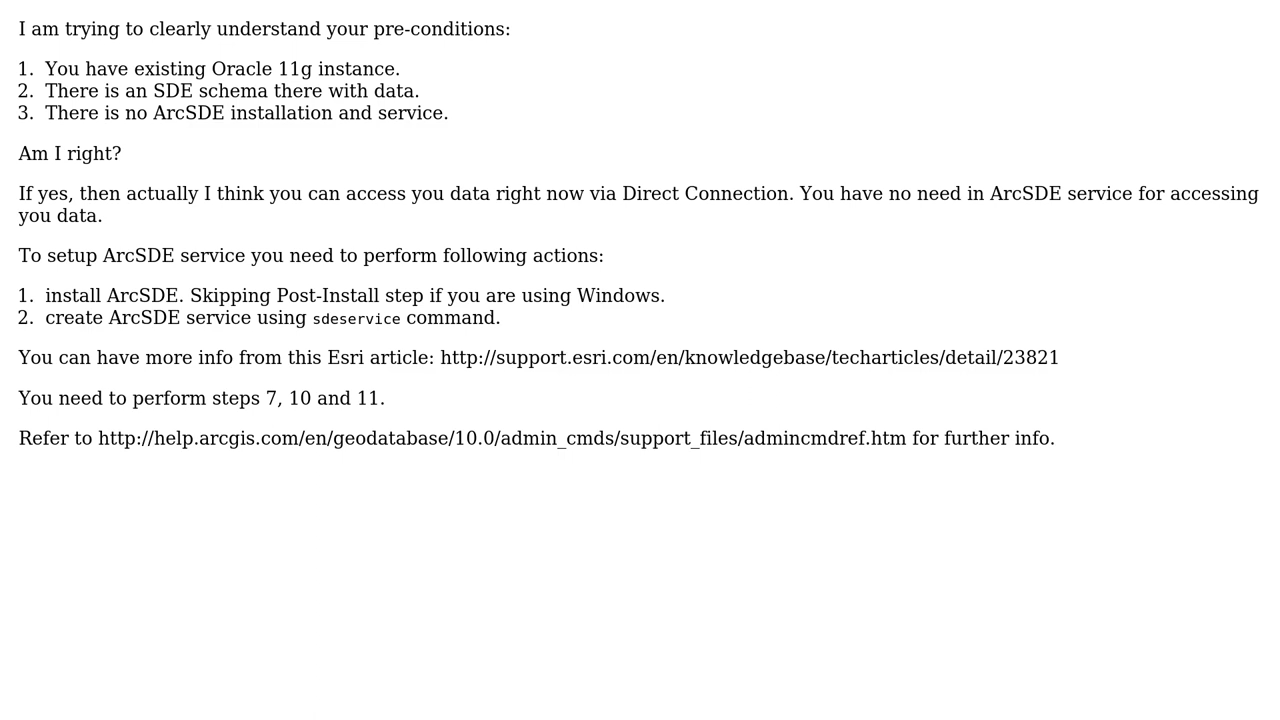 I am trying to clearly understand your pre-conditions:
1. You have existing Oracle 11g instance.
2. There is an SDE schema there with data.
3. There is no ArcSDE installation and service.
Am I right?
If yes, then actually I think you can access you data right now via Direct Connection. You have no need in ArcSDE service for accessing
you data.
To setup ArcSDE service you need to perform following actions:
1. install ArcSDE. Skipping Post-Install step if you are using Windows.
2. create ArcSDE service using sdeservice command.
You can have more info from this Esri article: http://support.esri.com/en/knowledgebase/techarticles/detail/23821
You need to perform steps 7, 10 and 11.
Refer to http://help.arcgis.com/en/geodatabase/10.0/admin_cmds/support_files/admincmdref.htm for further info.